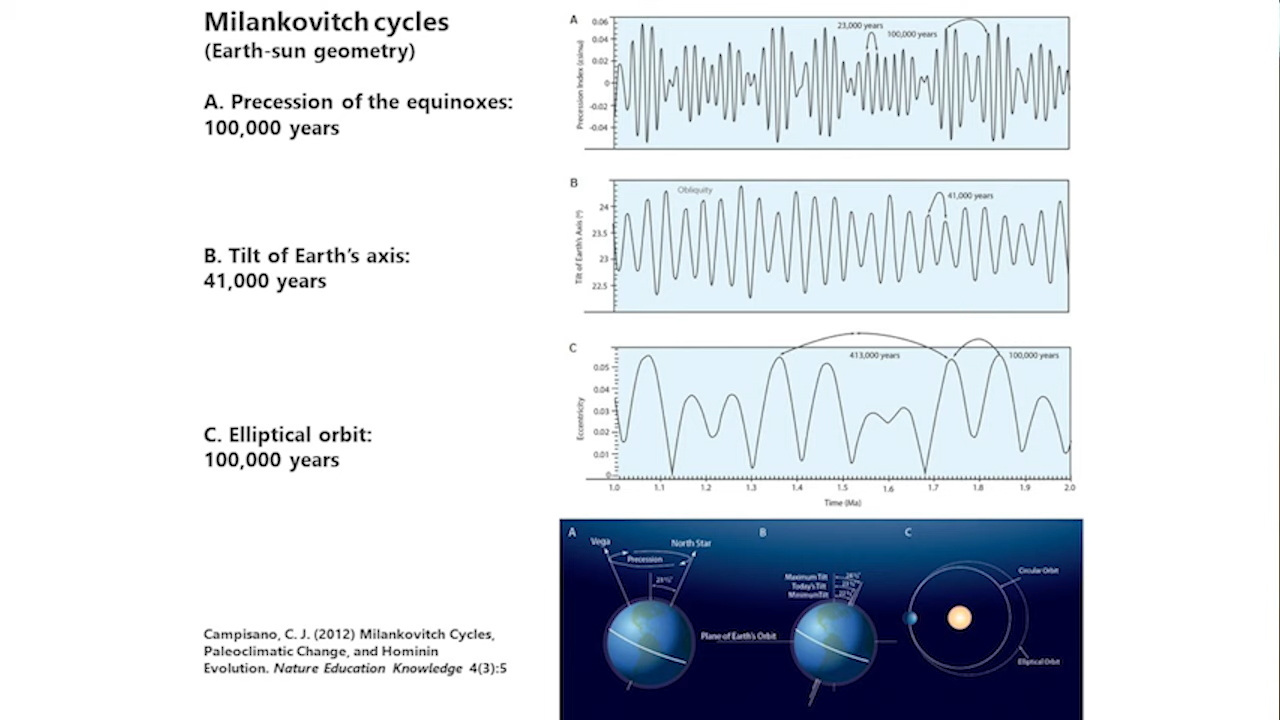 Milankovitch cycles
(Earth-sun geometry)
A. Precession of the equinoxes:
100,000 years
B. Tilt of Earth's axis:
41,000 years
C. Elliptical orbit:
100,000 years
Campisano, C. J. (2012) Milankovitch Cycles,
Paleoclimatic Change, and Hominin
Evolution. Nature Education Knowledge 4(3):5
A
Precession Index (esinω)
0.06
0.04
0.02
0
-0.02
-0.04
23,000 years
100,000 years
B
Tilt of Earth's Axis (°)
24
23.5
23
22.5
Obliquity
41,000 years
C
Eccentricity
0.05
0.04
0.03
0.02
0.01
0
413,000 years
100,000 years
1.0 1.1 1.2 1.3 1.4 1.5 1.6 1.7 1.8 1.9 2.0
Time (Ma)
A
Vega
North Star
Precession
Plane of Earth's Orbit
B
Maximum Tilt
Today's Tilt
Minimum Tilt
C
Circular Orbit
Elliptical Orbit